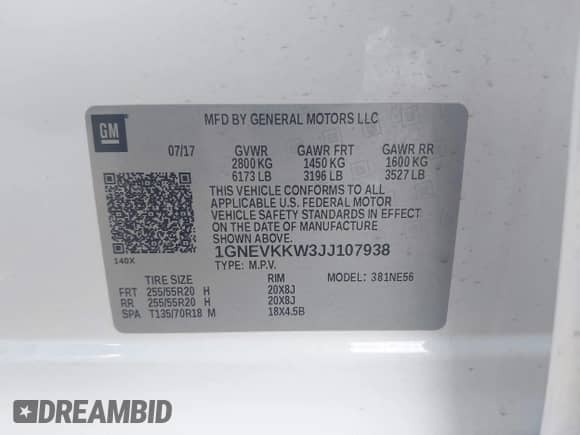 GM
MFD BY GENERAL MOTORS LLC
07/17 GVWR GAWR FRT GAWR RR
2800 KG 1450 KG 1600 KG
6173 LB 3196 LB 3527 LB
THIS VEHICLE CONFORMS TO ALL
APPLICABLE U.S. FEDERAL MOTOR
VEHICLE SAFETY STANDARDS IN EFFECT
ON THE DATE OF MANUFACTURE
SHOWN ABOVE.
140X
1GNEVKKW3JJ107938
TYPE: M.P.V.
TIRE SIZE RIM MODEL: 381NE56
FRT 255/55R20 H 20X8J
RR 255/55R20 H 20X8J
SPA T135/70R18 M 18X4.5B
DREAMBID